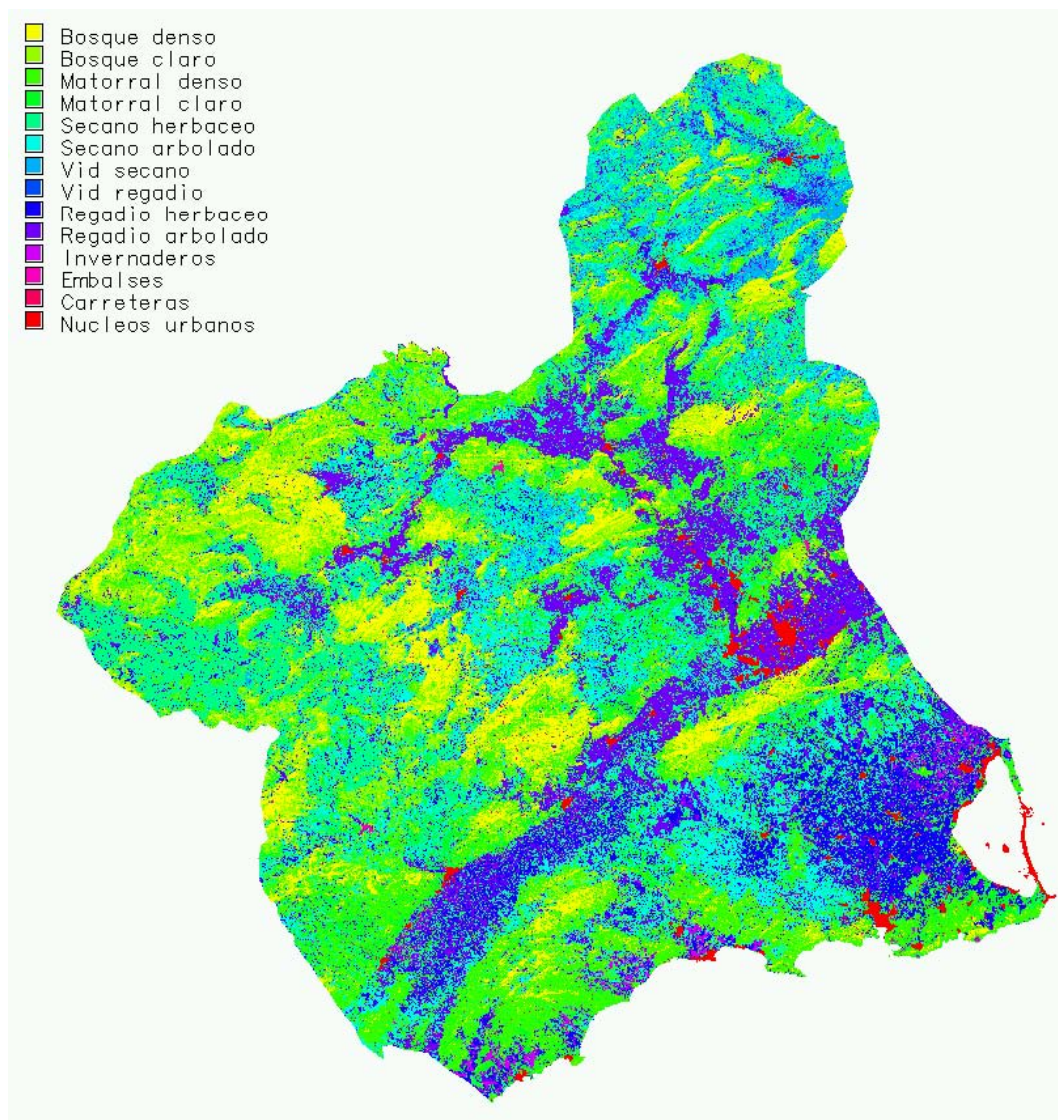 Bosque denso
Bosque claro
Matorral denso
Matorral claro
Secano herbaceo
Secano arbolado
Vid secano
Vid regadio
Regadio herbaceo
Regadio arbolado
Invernaderos
Embalses
Carreteras
Nucleos urbanos